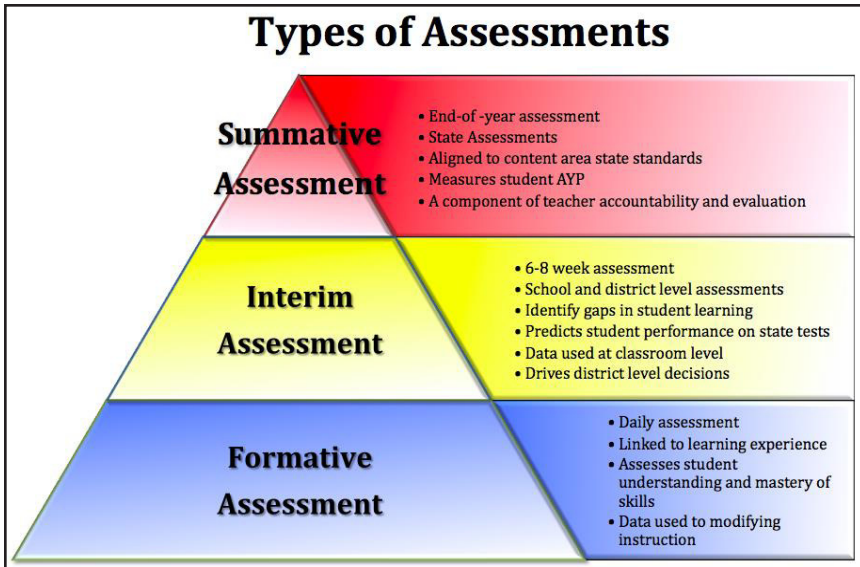 Types of Assessments
Summative
Assessment
• End-of -year assessment
• State Assessments
• Aligned to content area state standards
• Measures student AYP
• A component of teacher accountability and evaluation
Interim
Assessment
• 6-8 week assessment
• School and district level assessments
• Identify gaps in student learning
• Predicts student performance on state tests
• Data used at classroom level
• Drives district level decisions
Formative
Assessment
• Daily assessment
• Linked to learning experience
• Assesses student
understanding and mastery of
skills
• Data used to modifying
instruction